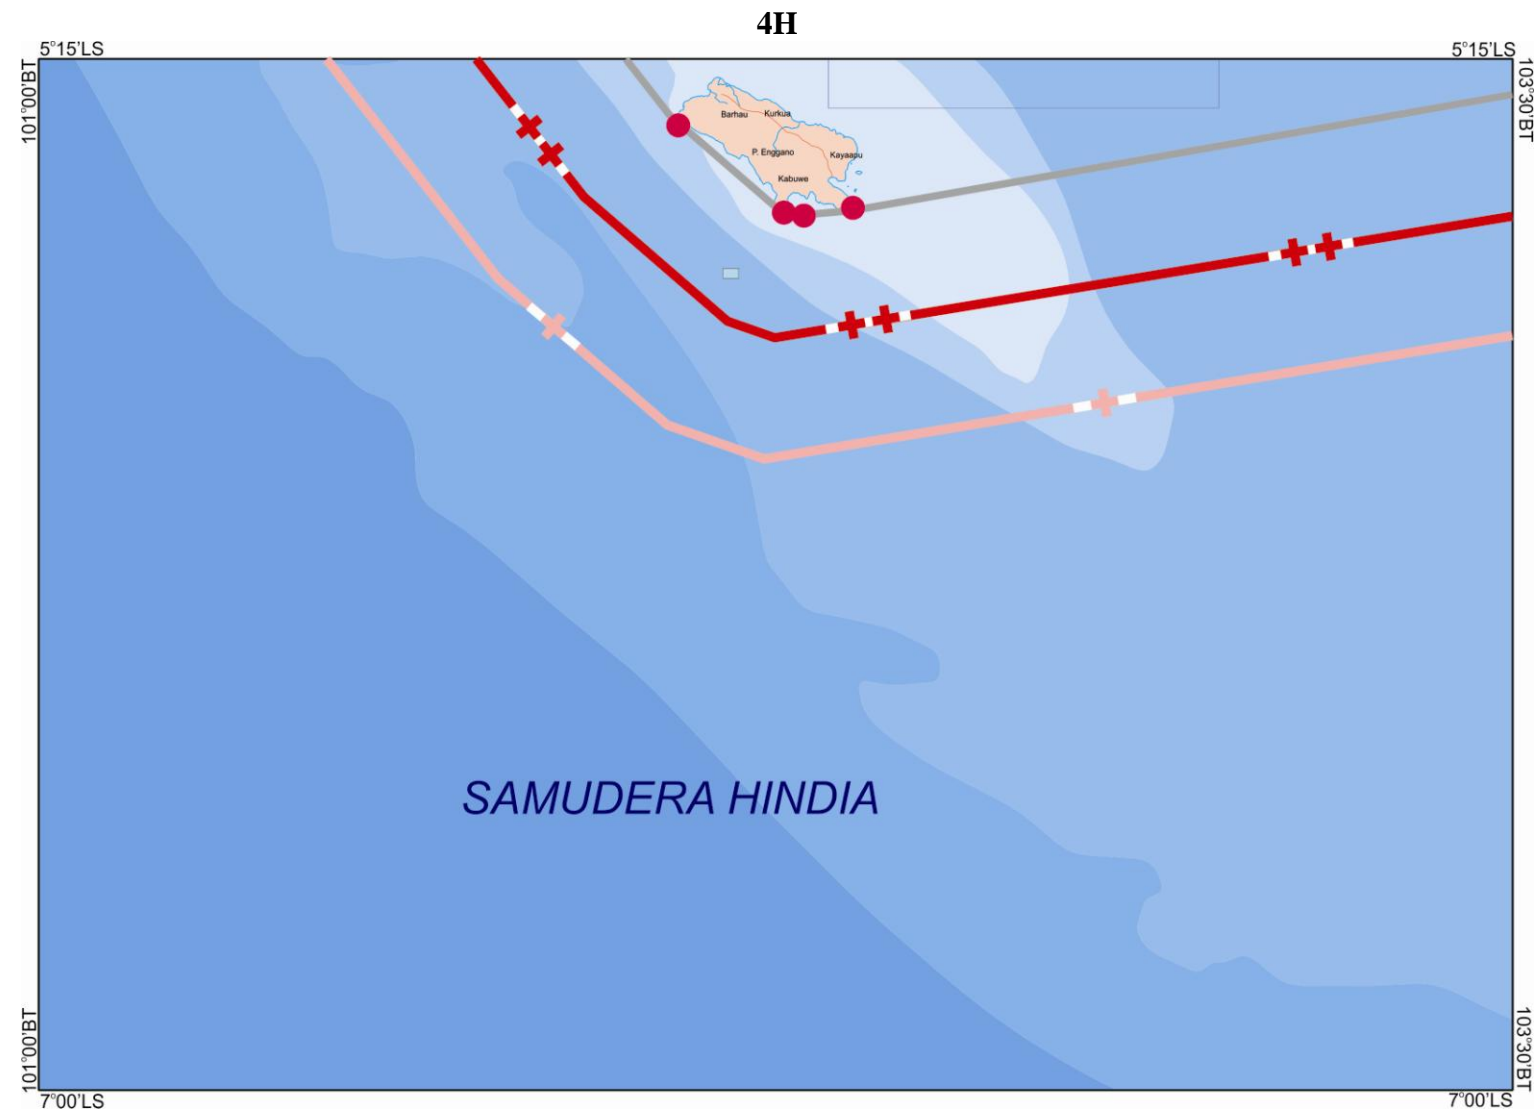 4H
5°15'LS
5°15'LS
101°00'BT
103°30'BT
Barhau
Kurkua
P. Enggano
Kayaapu
Kabuwe
SAMUDERA HINDIA
101°00'BT
103°30'BT
7°00'LS
7°00'LS